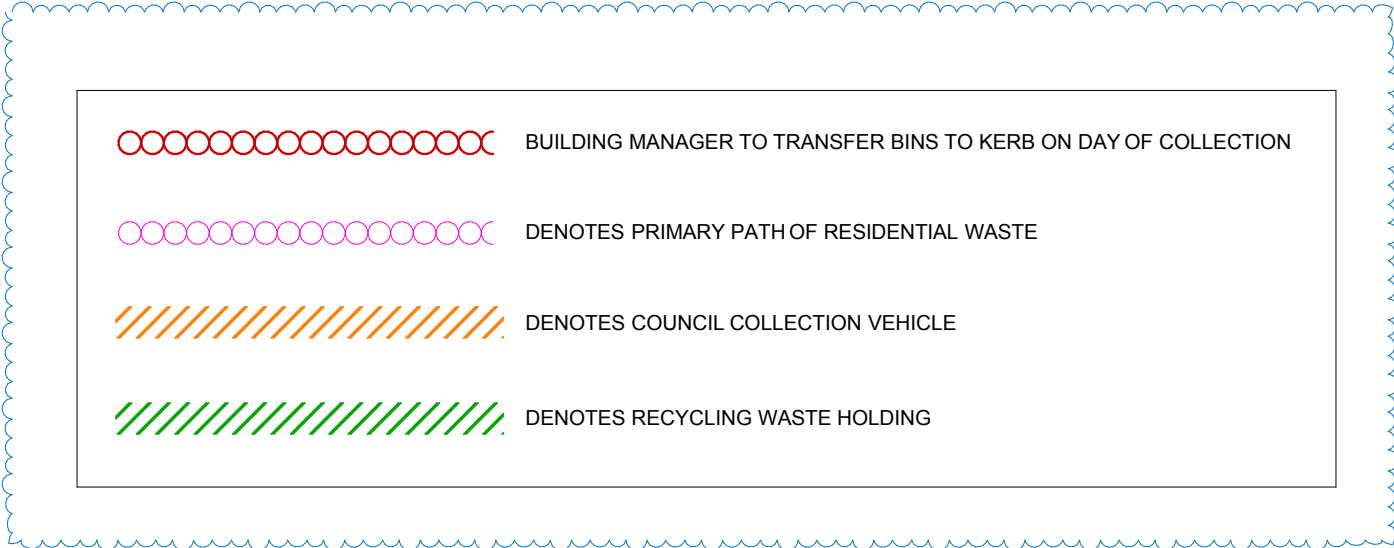 BUILDING MANAGER TO TRANSFER BINS TO KERB ON DAY OF COLLECTION
DENOTES PRIMARY PATH OF RESIDENTIAL WASTE
DENOTES COUNCIL COLLECTION VEHICLE
DENOTES RECYCLING WASTE HOLDING